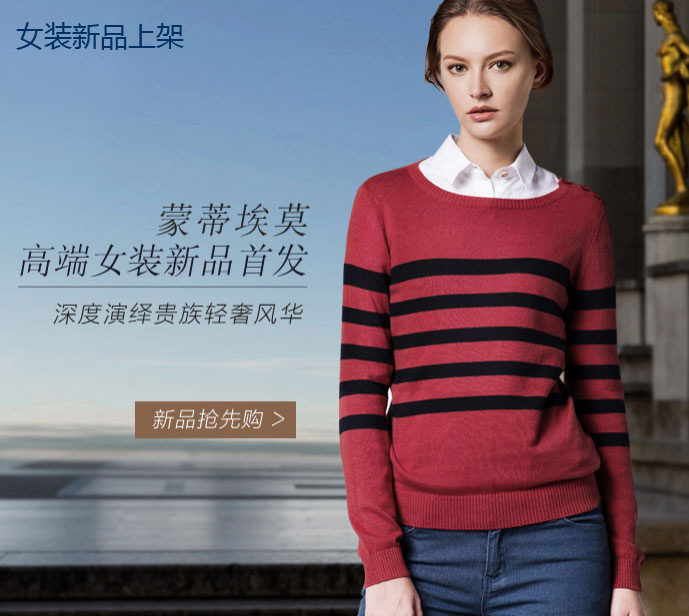 女装新品上架
蒙蒂埃莫
高端女装新品首发
深度演绎贵族轻奢风华
新品抢先购 >